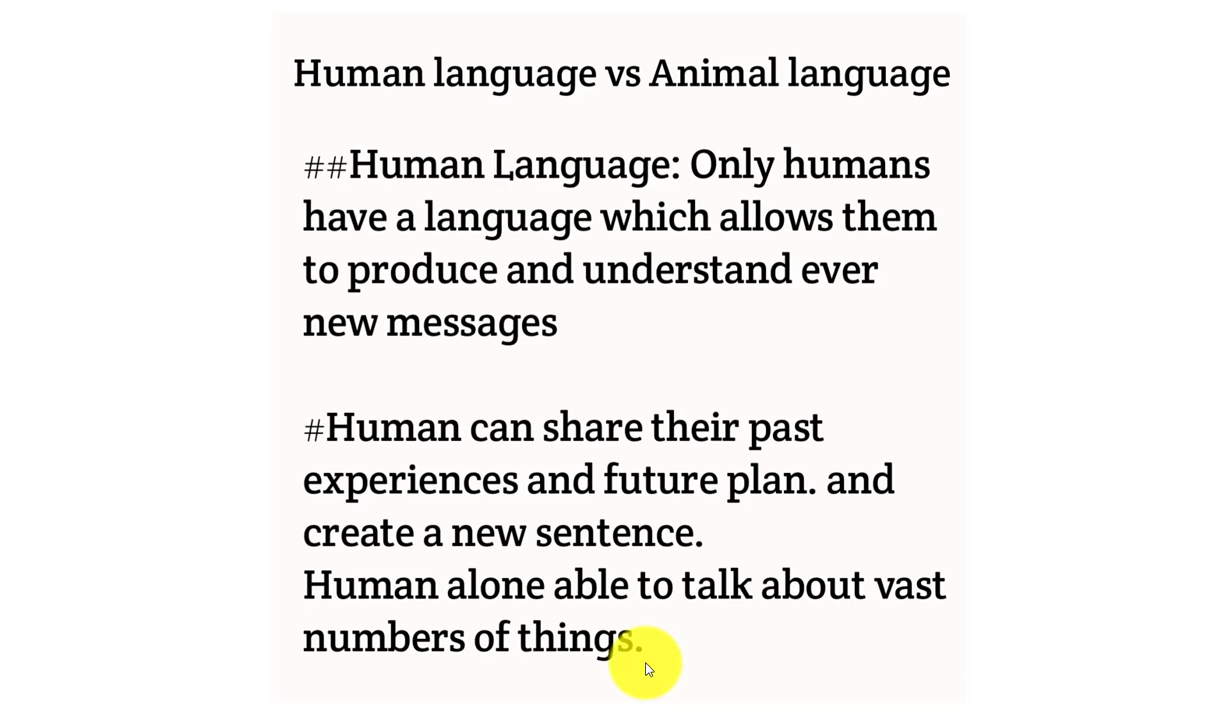 Human language vs Animal language
##Human Language: Only humans
have a language which allows them
to produce and understand ever
new messages
#Human can share their past
experiences and future plan. and
create a new sentence.
Human alone able to talk about vast
numbers of things.